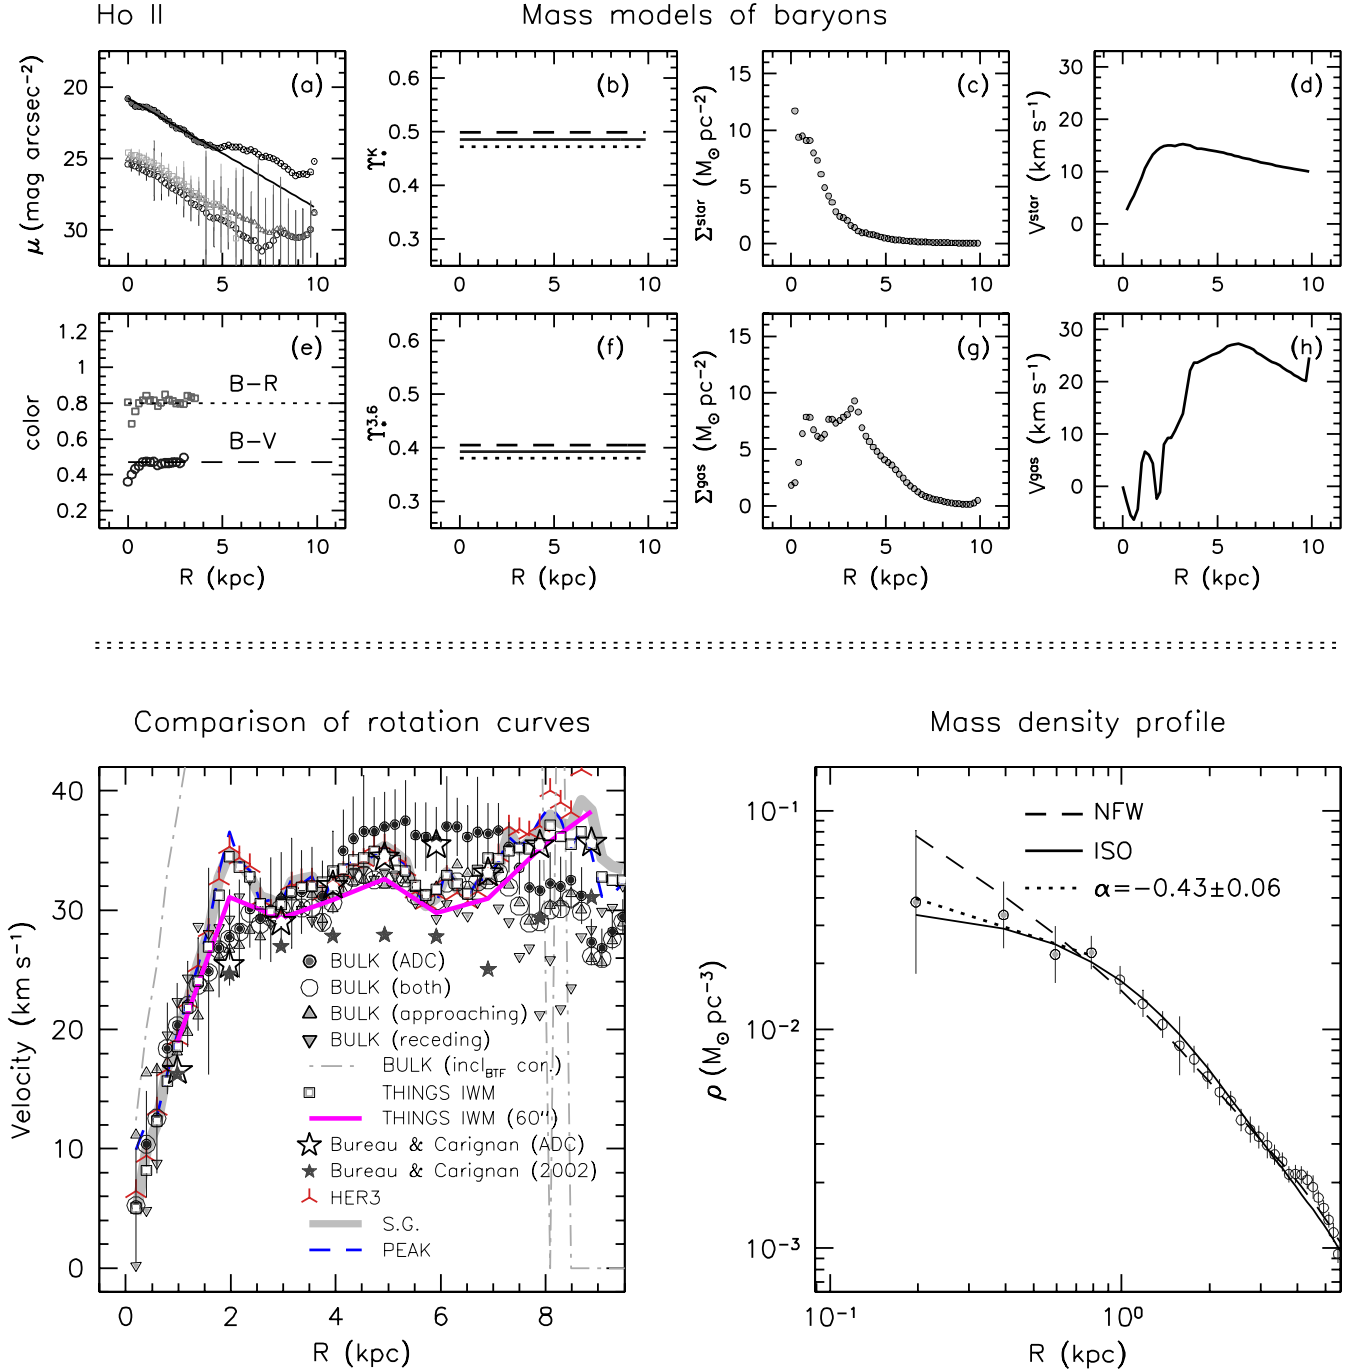 Ho II Mass models of baryons
(a) (b) (c) (d)
μ (mag arcsec−2)
20
25
30
0 5 10
ϒ⋆K
0.6
0.5
0.4
0.3
0 5 10
Σstar (M⊙ pc−2)
15
10
5
0
0 5 10
Vstar (km s−1)
30
20
10
0
0 5 10
(e) (f) (g) (h)
color
1.2
1
0.8
0.6
0.4
0.2
B−R
B−V
0 5 10
R (kpc)
ϒ⋆3.6
0.6
0.5
0.4
0.3
0 5 10
R (kpc)
Σgas (M⊙ pc−2)
15
10
5
0
0 5 10
R (kpc)
Vgas (km s−1)
30
20
10
0
0 5 10
R (kpc)
Comparison of rotation curves
Velocity (km s−1)
40
30
20
10
0
BULK (ADC)
BULK (both)
BULK (approaching)
BULK (receding)
BULK (inclBTF cor.)
THINGS IWM
THINGS IWM (60″)
Bureau & Carignan (ADC)
Bureau & Carignan (2002)
HER3
S.G.
PEAK
0 2 4 6 8
R (kpc)
Mass density profile
ρ (M⊙ pc−3)
10−1
10−2
10−3
NFW
ISO
α=−0.43±0.06
10−1 100
R (kpc)